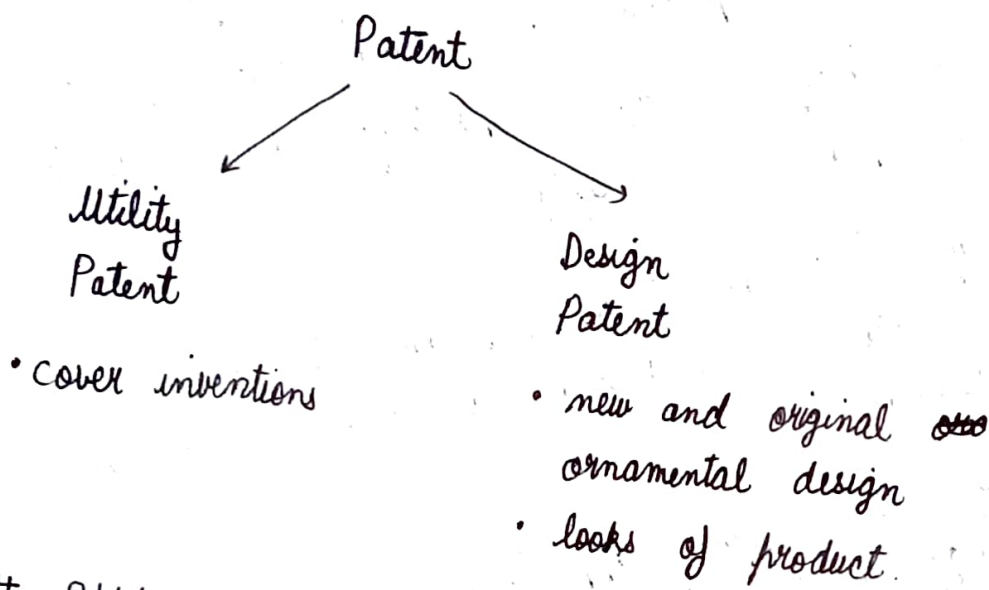 Patent
Utility
Patent
• cover inventions
Design
Patent
• new and original
ornamental design
• looks of product.